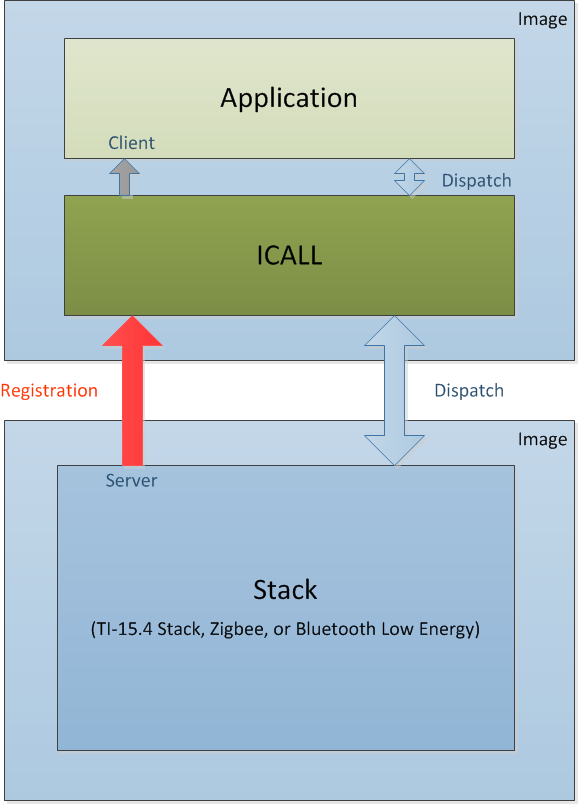 Image
Application
Client
Dispatch
ICALL
Registration
Dispatch
Image
Server
Stack
(TI-15.4 Stack, Zigbee, or Bluetooth Low Energy)